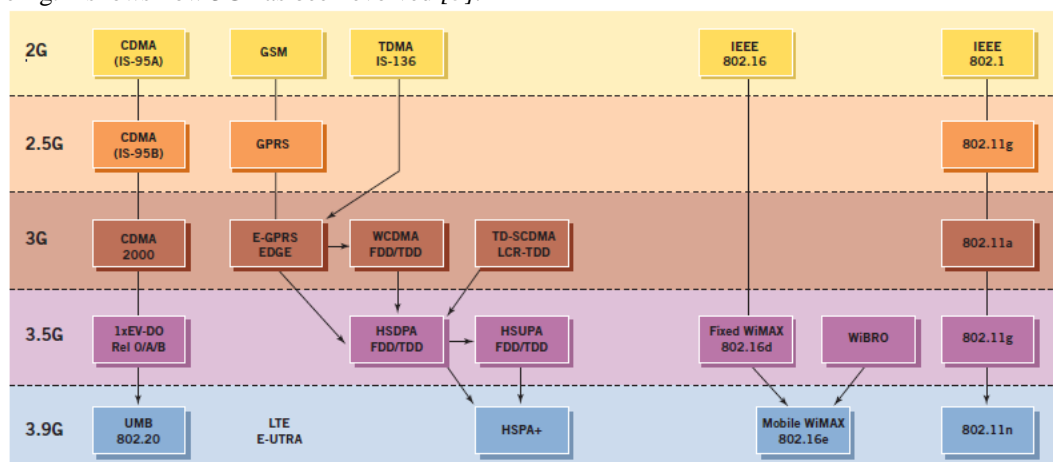 2G
CDMA
(IS-95A)
GSM
TDMA
IS-136
IEEE
802.16
IEEE
802.1
2.5G
CDMA
(IS-95B)
GPRS
802.11g
3G
CDMA
2000
E-GPRS
EDGE
WCDMA
FDD/TDD
TD-SCDMA
LCR-TDD
802.11a
3.5G
1xEV-DO
Rel 0/A/B
HSDPA
FDD/TDD
HSUPA
FDD/TDD
Fixed WiMAX
802.16d
WiBRO
802.11g
3.9G
UMB
802.20
LTE
E-UTRA
HSPA+
Mobile WiMAX
802.16e
802.11n